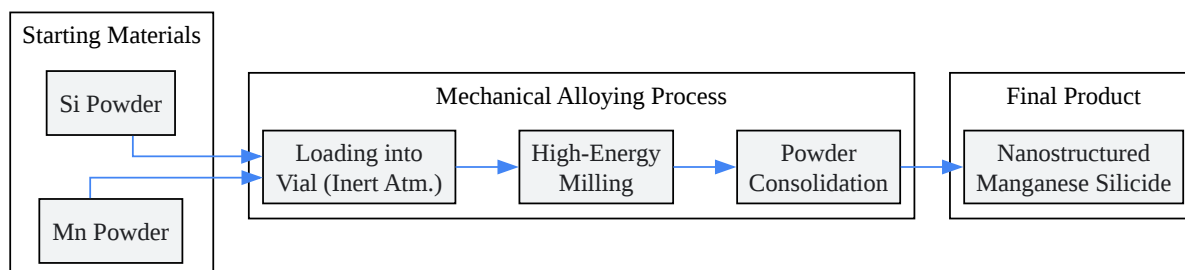 Starting Materials
Si Powder
Mn Powder
Mechanical Alloying Process
Loading into
Vial (Inert Atm.)
High-Energy
Milling
Powder
Consolidation
Final Product
Nanostructured
Manganese Silicide